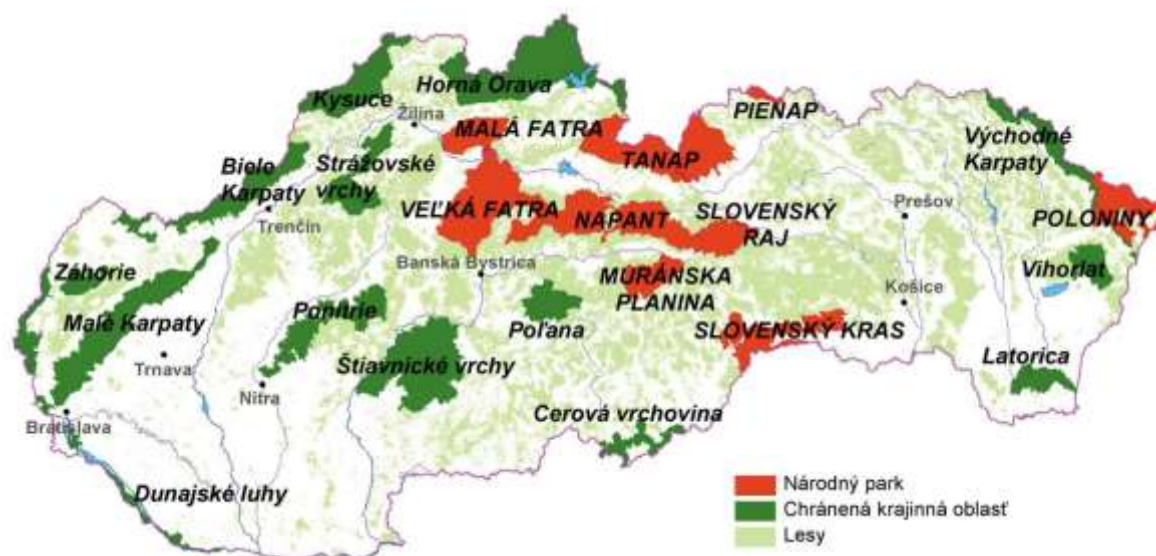 Horná Orava
Kysuce
PIENAP
Žilina
MALÁ FATRA
Východné
Karpaty
TANAP
Biele
Karpaty
Strážovské
vrchy
Trenčín
VEĽKÁ FATRA
NAPANT
SLOVENSKÝ
RAJ
Prešov
POLONINY
Banská Bystrica
MURÁNSKA
PLANINA
Vihorlat
Záhorie
Malé Karpaty
Ponitrie
Poľana
Košice
SLOVENSKÝ KRAS
Trnava
Štiavnické vrchy
Latorica
Nitra
Cerová vrchovina
Bratislava
Dunajské luhy
Národný park
Chránená krajinná oblasť
Lesy